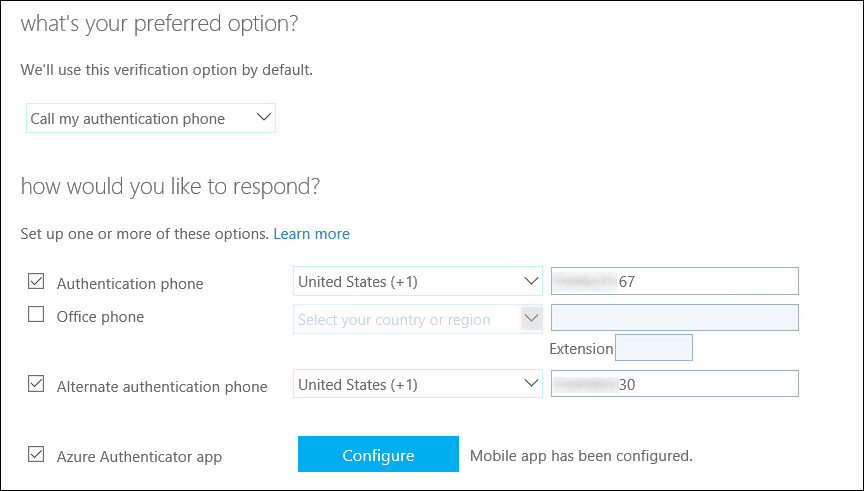 what's your preferred option?
We'll use this verification option by default.
Call my authentication phone
how would you like to respond?
Set up one or more of these options. Learn more
Authentication phone United States (+1) 67
Office phone Select your country or region
Extension
Alternate authentication phone United States (+1) 30
Azure Authenticator app Configure Mobile app has been configured.